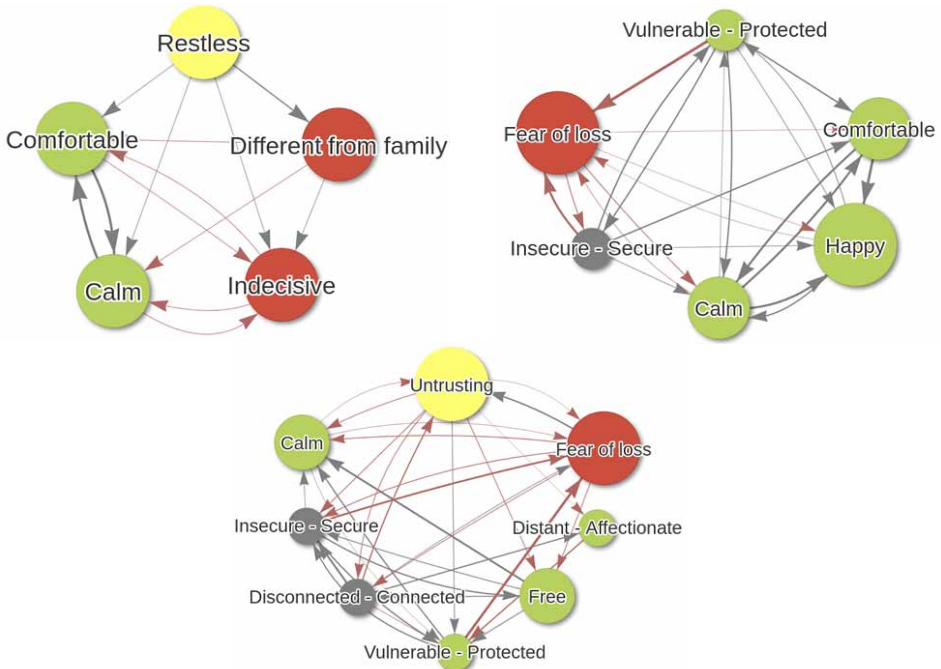 Restless
Comfortable
Different from family
Calm
Indecisive
Vulnerable - Protected
Fear of loss
Comfortable
Insecure - Secure
Happy
Calm
Untrusting
Calm
Fear of loss
Insecure - Secure
Distant - Affectionate
Disconnected - Connected
Free
Vulnerable - Protected